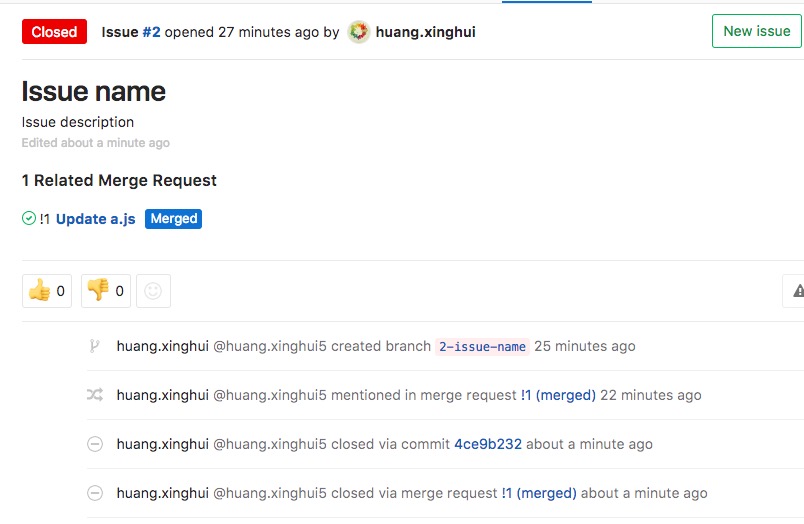 Closed Issue #2 opened 27 minutes ago by huang.xinghui New issue
Issue name
Issue description
Edited about a minute ago
1 Related Merge Request
!1 Update a.js Merged
0 0
huang.xinghui @huang.xinghui5 created branch 2-issue-name 25 minutes ago
huang.xinghui @huang.xinghui5 mentioned in merge request !1 (merged) 22 minutes ago
huang.xinghui @huang.xinghui5 closed via commit 4ce9b232 about a minute ago
huang.xinghui @huang.xinghui5 closed via merge request !1 (merged) about a minute ago